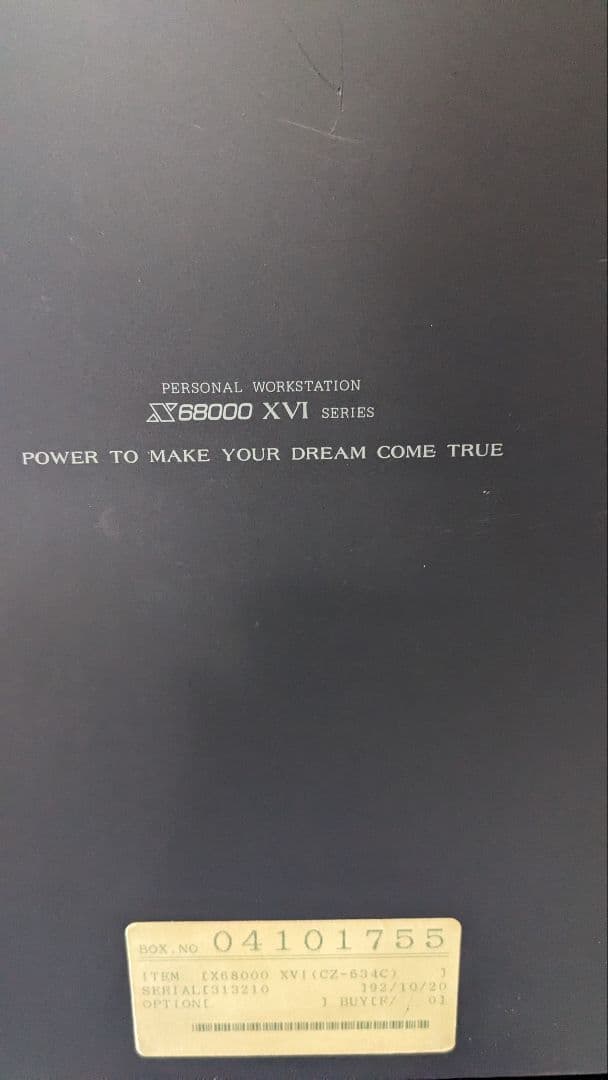 PERSONAL WORKSTATION
X68000 XVI SERIES
POWER TO MAKE YOUR DREAM COME TRUE
BOX.NO 04101755
ITEM [X68000 XVI(CZ-634C) ]
SERIAL[313210 ]92/10/20
OPTION[ ] BUY[F/ 0]